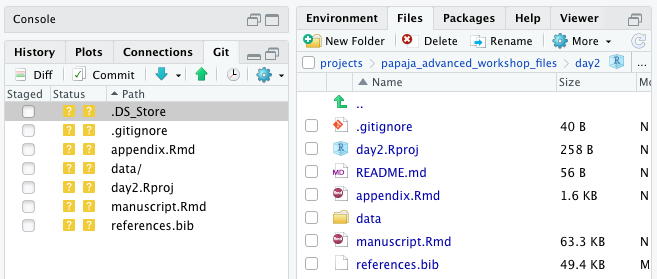 Console
History Plots Connections Git
Diff Commit
Staged Status Path
? ? .DS_Store
? ? .gitignore
? ? appendix.Rmd
? ? data/
? ? day2.Rproj
? ? manuscript.Rmd
? ? references.bib
Environment Files Packages Help Viewer
New Folder Delete Rename More
projects papaja_advanced_workshop_files day2 R ...
Name Size M
..
.gitignore 40 B N
day2.Rproj 258 B N
MD README.md 56 B N
appendix.Rmd 1.6 KB N
data
manuscript.Rmd 63.3 KB N
references.bib 49.4 KB M